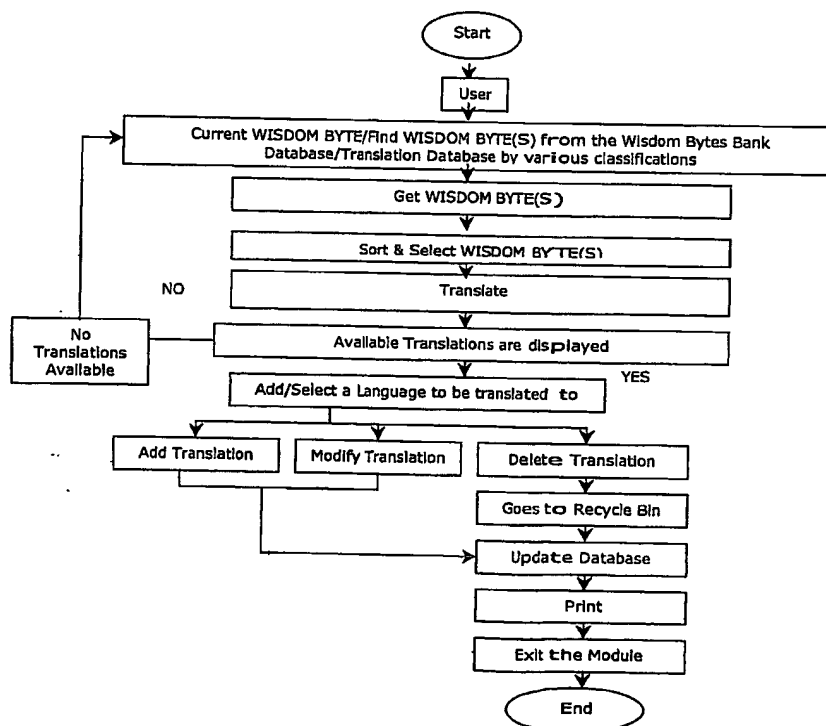 Start
User
Current WISDOM BYTE/Find WISDOM BYTE(S) from the Wisdom Bytes Bank
Database/Translation Database by various classifications
Get WISDOM BYTE(S)
Sort & Select WISDOM BYTE(S)
NO
Translate
No
Translations
Available
Available Translations are displayed
YES
Add/Select a Language to be translated to
Add Translation
Modify Translation
Delete Translation
Goes to Recycle Bin
Update Database
Print
Exit the Module
End